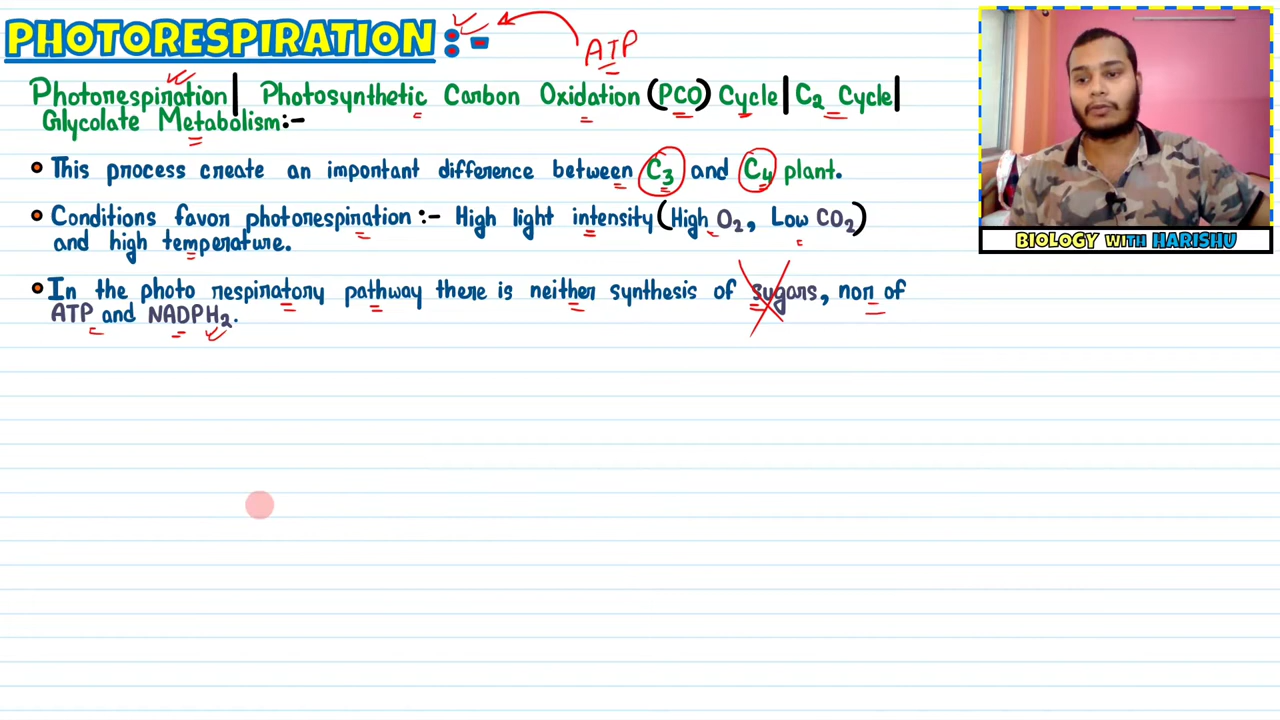 PHOTORESPIRATION :-
ATP
Photorespiration| Photosynthetic Carbon Oxidation (PCO) Cycle| C2 Cycle|
Glycolate Metabolism:-
• This process create an important difference between C3 and C4 plant.
• Conditions favor photorespiration :- High light intensity (High O2, Low CO2)
and high temperature.
• In the photo respiratory pathway there is neither synthesis of sugars, nor of
ATP and NADPH2.
BIOLOGY WITH HARISHU